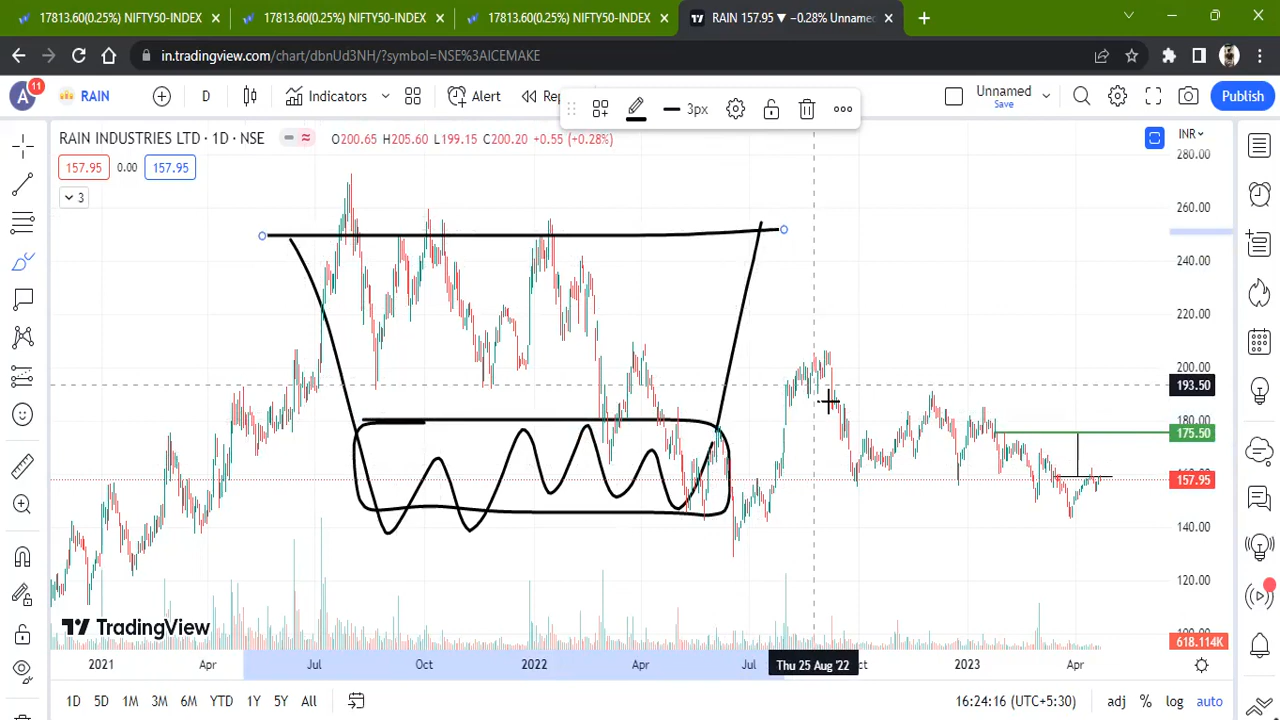 17813.60(0.25%) NIFTY50-INDEX
17813.60(0.25%) NIFTY50-INDEX
17813.60(0.25%) NIFTY50-INDEX
RAIN 157.95 ▼ −0.28% Unnamed
in.tradingview.com/chart/dbnUd3NH/?symbol=NSE%3AICEMAKE
A 11 RAIN D Indicators Alert 3px Unnamed Save Publish
RAIN INDUSTRIES LTD · 1D · NSE O200.65 H205.60 L199.15 C200.20 +0.55 (+0.28%) INR
157.95 0.00 157.95
3
280.00
260.00
240.00
220.00
200.00
193.50
180.00
175.50
157.95
140.00
120.00
TradingView
618.114K
2021 Apr Jul Oct 2022 Apr Jul Thu 25 Aug '22 2023 Apr
1D 5D 1M 3M 6M YTD 1Y 5Y All 16:24:16 (UTC+5:30) adj % log auto